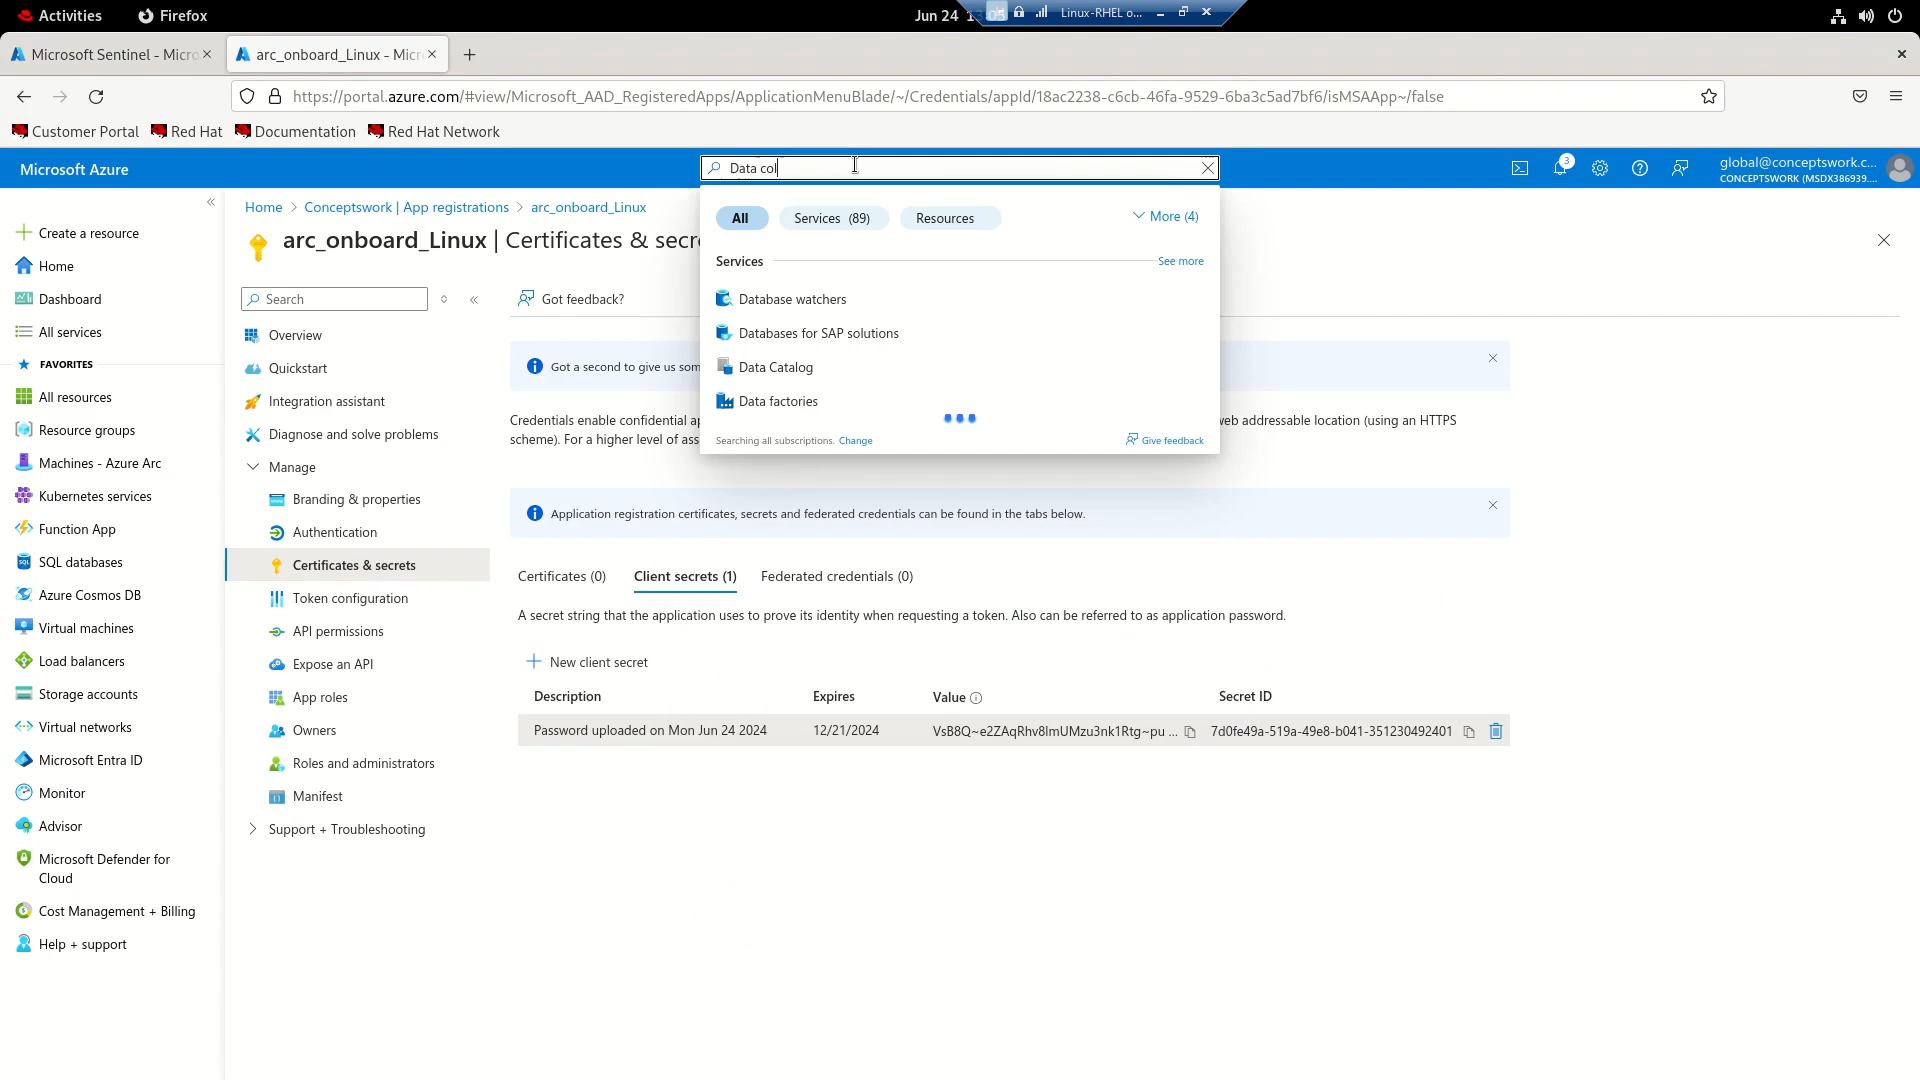 Activities
Firefox
Jun 24
Linux-RHEL o...
Microsoft Sentinel - Micro
arc_onboard_Linux - Micr
https://portal.azure.com/#view/Microsoft_AAD_RegisteredApps/ApplicationMenuBlade/~/Credentials/appId/18ac2238-c6cb-46fa-9529-6ba3c5ad7bf6/isMSAApp~/false
Customer Portal
Red Hat
Documentation
Red Hat Network
Microsoft Azure
Data col
3
global@conceptswork.c...
CONCEPTSWORK (MSDX386939....
Create a resource
Home
Dashboard
All services
FAVORITES
All resources
Resource groups
Machines - Azure Arc
Kubernetes services
Function App
SQL databases
Azure Cosmos DB
Virtual machines
Load balancers
Storage accounts
Virtual networks
Microsoft Entra ID
Monitor
Advisor
Microsoft Defender for
Cloud
Cost Management + Billing
Help + support
Home > Conceptswork | App registrations > arc_onboard_Linux
arc_onboard_Linux | Certificates & secre
Search
Overview
Quickstart
Integration assistant
Diagnose and solve problems
Manage
Branding & properties
Authentication
Certificates & secrets
Token configuration
API permissions
Expose an API
App roles
Owners
Roles and administrators
Manifest
Support + Troubleshooting
All
Services (89)
Resources
More (4)
Services
See more
Database watchers
Databases for SAP solutions
Data Catalog
Data factories
Searching all subscriptions. Change
Give feedback
Got feedback?
Got a second to give us som
Credentials enable confidential ap
web addressable location (using an HTTPS
scheme). For a higher level of ass
Application registration certificates, secrets and federated credentials can be found in the tabs below.
Certificates (0)
Client secrets (1)
Federated credentials (0)
A secret string that the application uses to prove its identity when requesting a token. Also can be referred to as application password.
New client secret
Description
Expires
Value
Secret ID
Password uploaded on Mon Jun 24 2024
12/21/2024
VsB8Q~e2ZAqRhv8lmUMzu3nk1Rtg~pu ...
7d0fe49a-519a-49e8-b041-351230492401